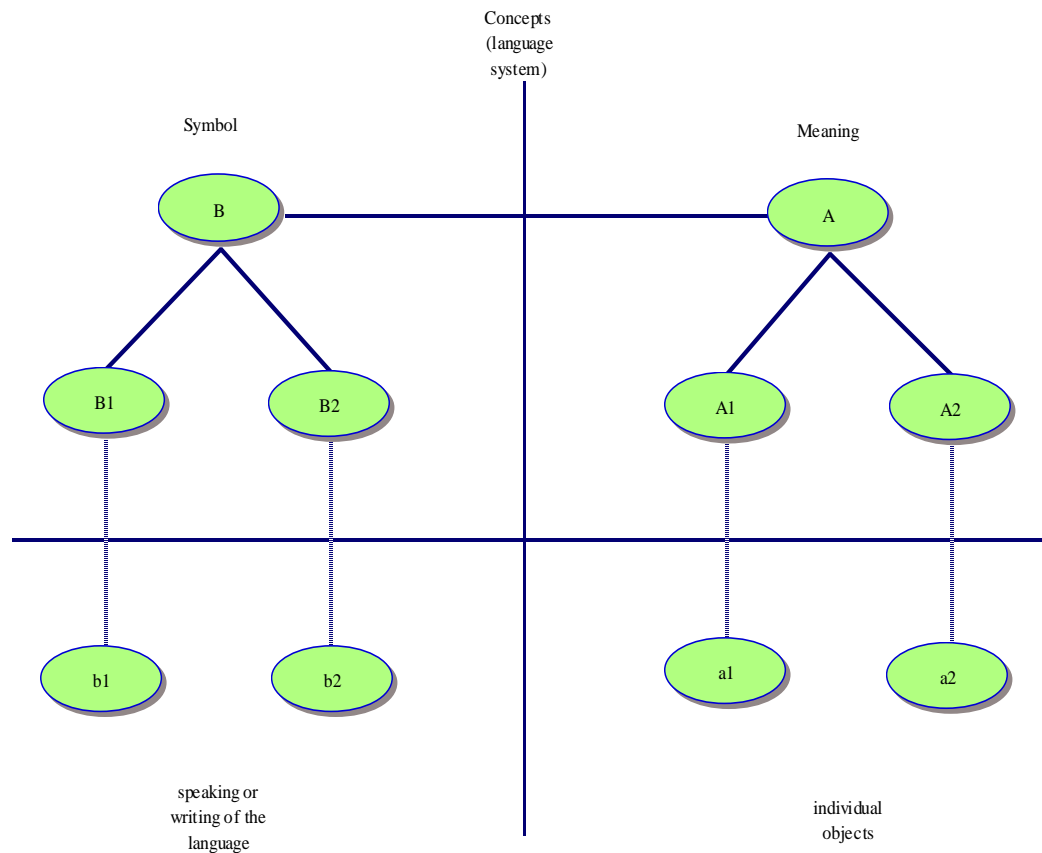 Concepts
(language
system)
Symbol
Meaning
B
A
B1
B2
A1
A2
b1
b2
a1
a2
speaking or
writing of the
language
individual
objects